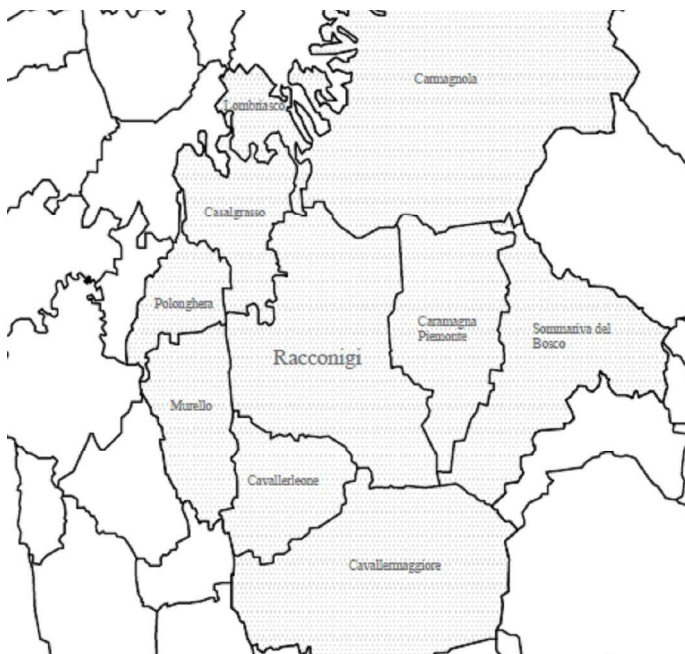 Carmagnola
Lombriasco
Casalgrasso
Polonghera
Caramagna
Piemonte
Sommariva del
Bosco
Racconigi
Murello
Cavallerleone
Cavallermaggiore